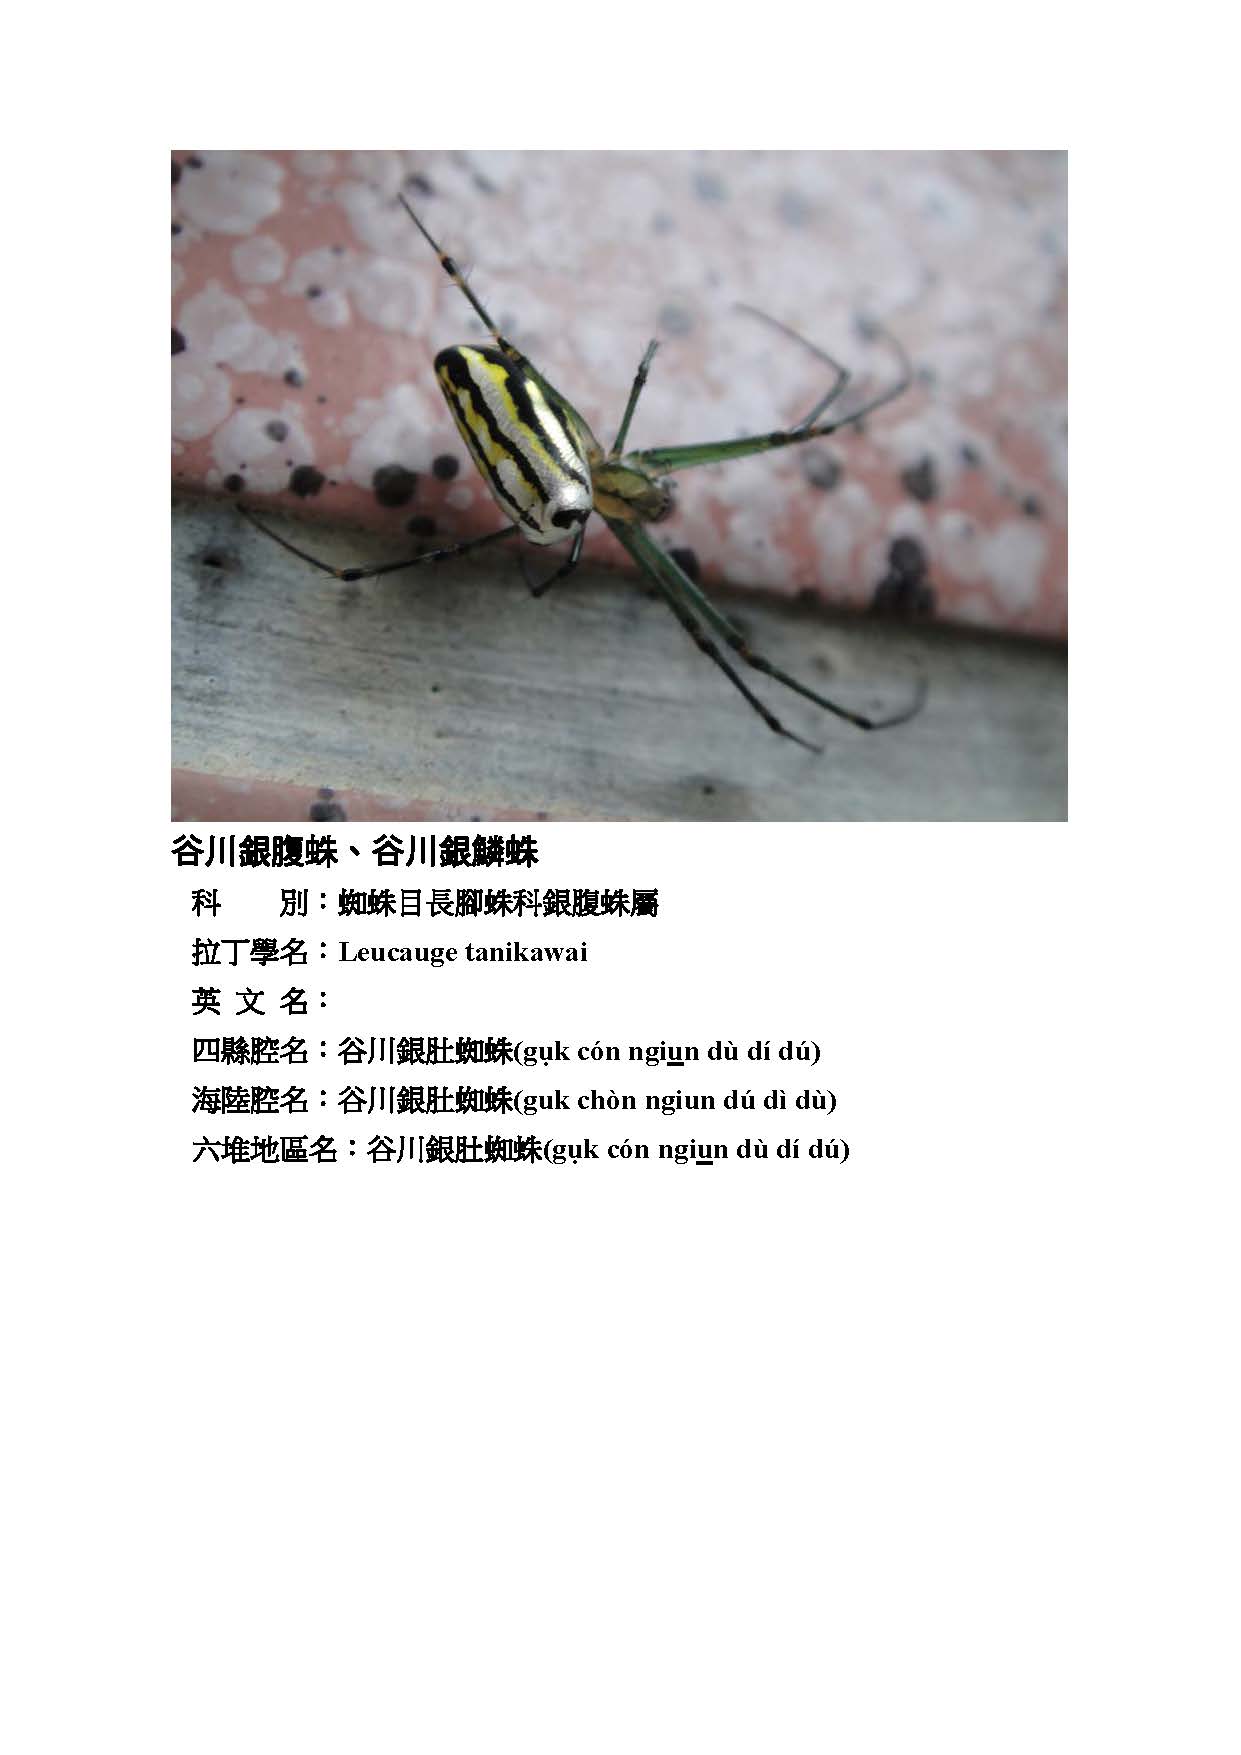 谷川銀腹蛛、谷川銀鱗蛛
科　　別：蜘蛛目長腳蛛科銀腹蛛屬
拉丁學名：Leucauge tanikawai
英 文 名：
四縣腔名：谷川銀肚蜘蛛(gụk cón ngiu̲n dù dí dú)
海陸腔名：谷川銀肚蜘蛛(guk chòn ngiun dú dì dù)
六堆地區名：谷川銀肚蜘蛛(gụk cón ngiu̲n dù dí dú)